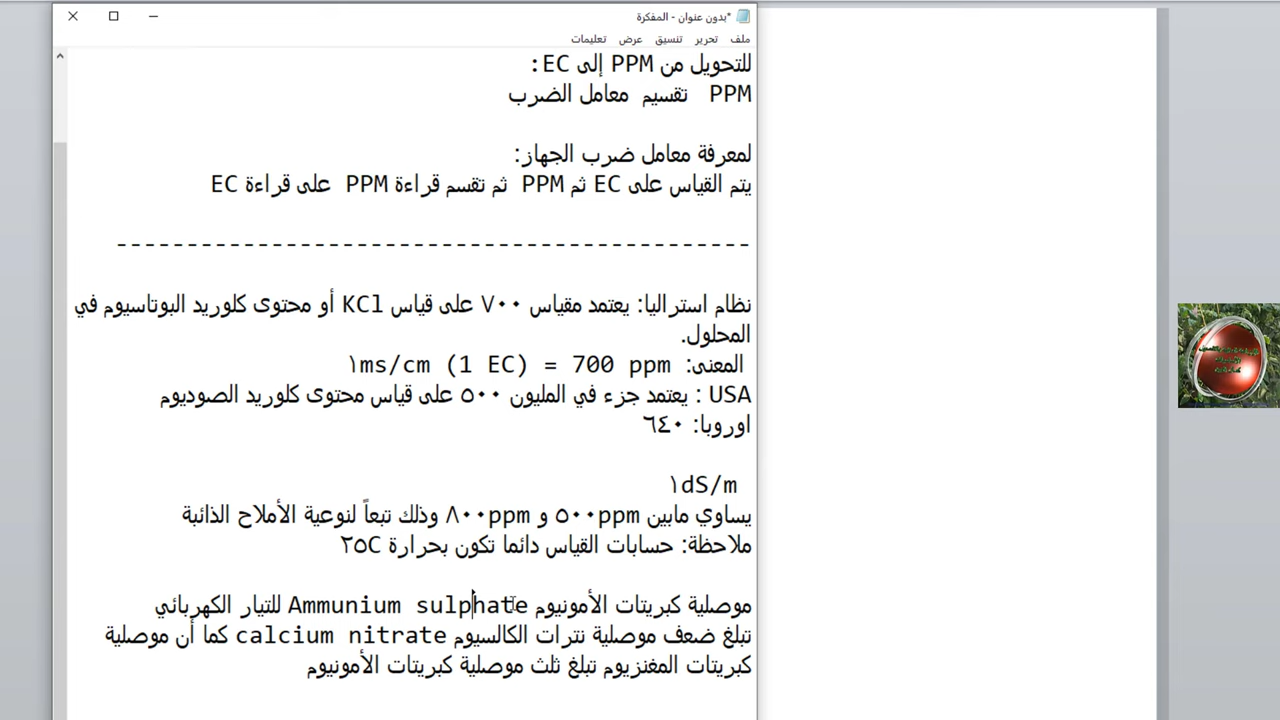 *بدون عنوان - المفكرة
ملف تحرير تنسيق عرض تعليمات
للتحويل من PPM إلى EC:
PPM تقسيم معامل الضرب
لمعرفة معامل ضرب الجهاز:
يتم القياس على EC ثم PPM ثم تقسم قراءة PPM على قراءة EC
-------------------------------------------
نظام استراليا: يعتمد مقياس ٧٠٠ على قياس KCl أو محتوى كلوريد البوتاسيوم في
المحلول.
المعنى: ١ms/cm (1 EC) = 700 ppm
USA : يعتمد جزء في المليون ٥٠٠ على قياس محتوى كلوريد الصوديوم
اوروبا: ٦٤٠
١dS/m
يساوي مابين ٥٠٠ppm و ٨٠٠ppm وذلك تبعاً لنوعية الأملاح الذائبة
ملاحظة: حسابات القياس دائما تكون بحرارة ٢٥C
موصلية كبريتات الأمونيوم Ammunium sulphate للتيار الكهربائي
تبلغ ضعف موصلية نترات الكالسيوم calcium nitrate كما أن موصلية
كبريتات المغنزيوم تبلغ ثلث موصلية كبريتات الأمونيوم